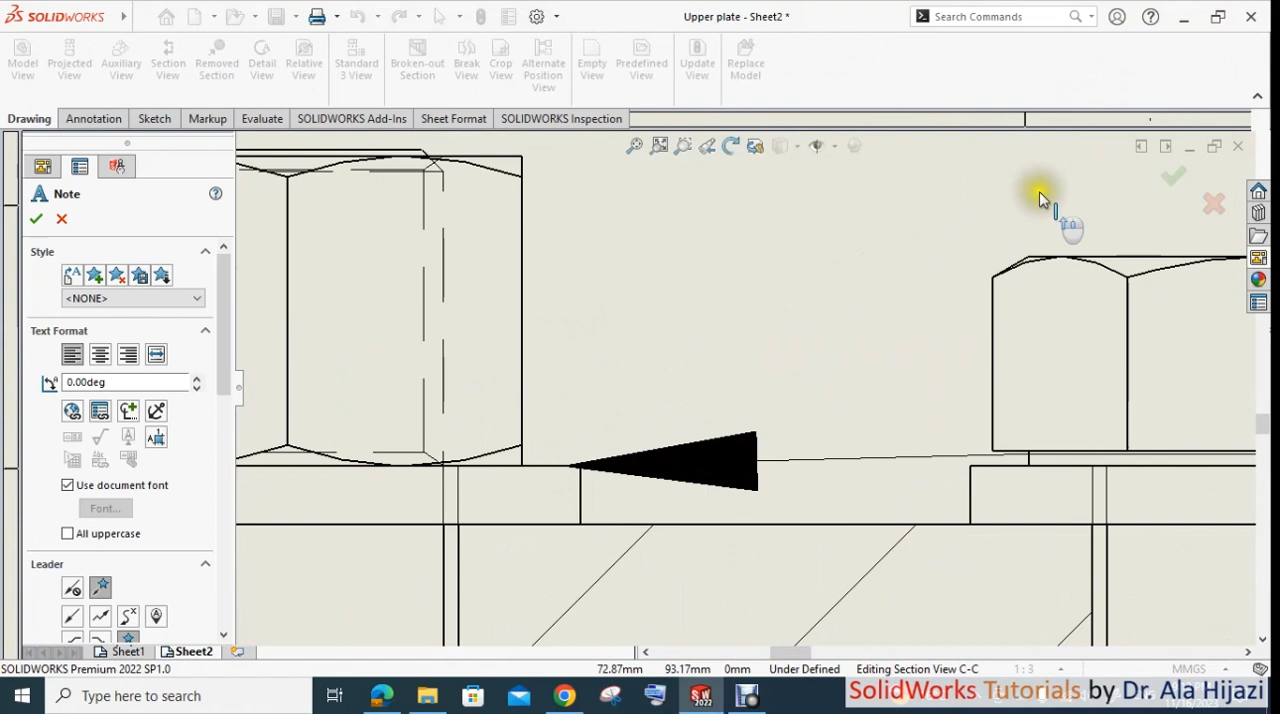 SOLIDWORKS
Upper plate - Sheet2 *
Search Commands
Model View
Projected View
Auxiliary View
Section View
Removed Section
Detail View
Relative View
Standard 3 View
Broken-out Section
Break View
Crop View
Alternate Position View
Empty View
Predefined View
Update View
Replace Model
Drawing
Annotation
Sketch
Markup
Evaluate
SOLIDWORKS Add-Ins
Sheet Format
SOLIDWORKS Inspection
Note
Style
<NONE>
Text Format
0.00deg
Use document font
Font...
All uppercase
Leader
Sheet1
Sheet2
SOLIDWORKS Premium 2022 SP1.0
72.87mm
93.17mm
0mm
Under Defined
Editing Section View C-C
1 : 3
MMGS
Type here to search
SolidWorks Tutorials by Dr. Ala Hijazi